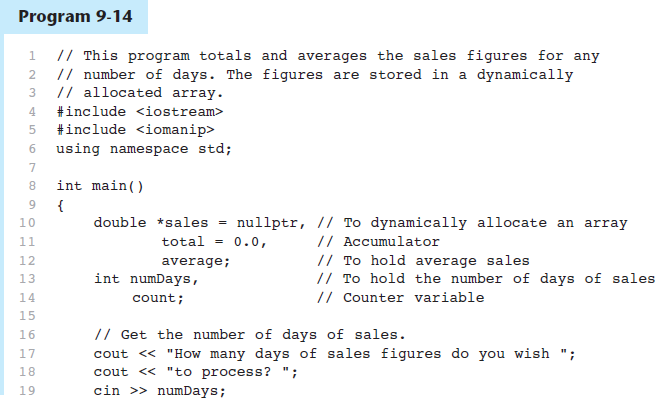 Program 9-14
1 // This program totals and averages the sales figures for any
2 // number of days. The figures are stored in a dynamically
3 // allocated array.
4 #include <iostream>
5 #include <iomanip>
6 using namespace std;
7
8 int main()
9 {
10 double *sales = nullptr, // To dynamically allocate an array
11 total = 0.0, // Accumulator
12 average; // To hold average sales
13 int numDays, // To hold the number of days of sales
14 count; // Counter variable
15
16 // Get the number of days of sales.
17 cout << "How many days of sales figures do you wish ";
18 cout << "to process? ";
19 cin >> numDays;